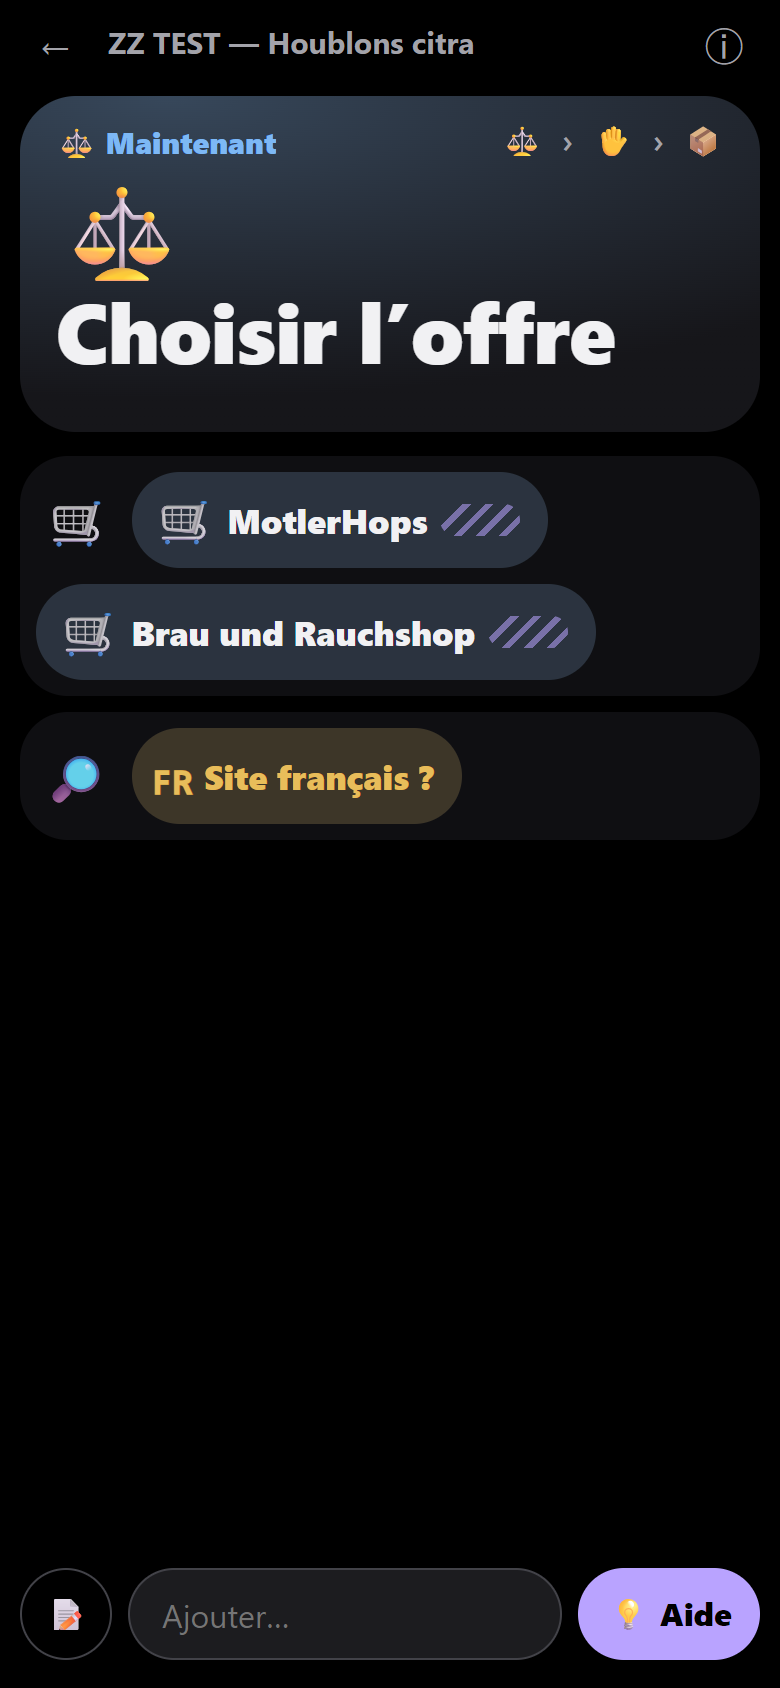 ZZ TEST — Houblons citra
Maintenant
Choisir l’offre
MotlerHops
Brau und Rauchshop
FR Site français ?
Ajouter...
Aide